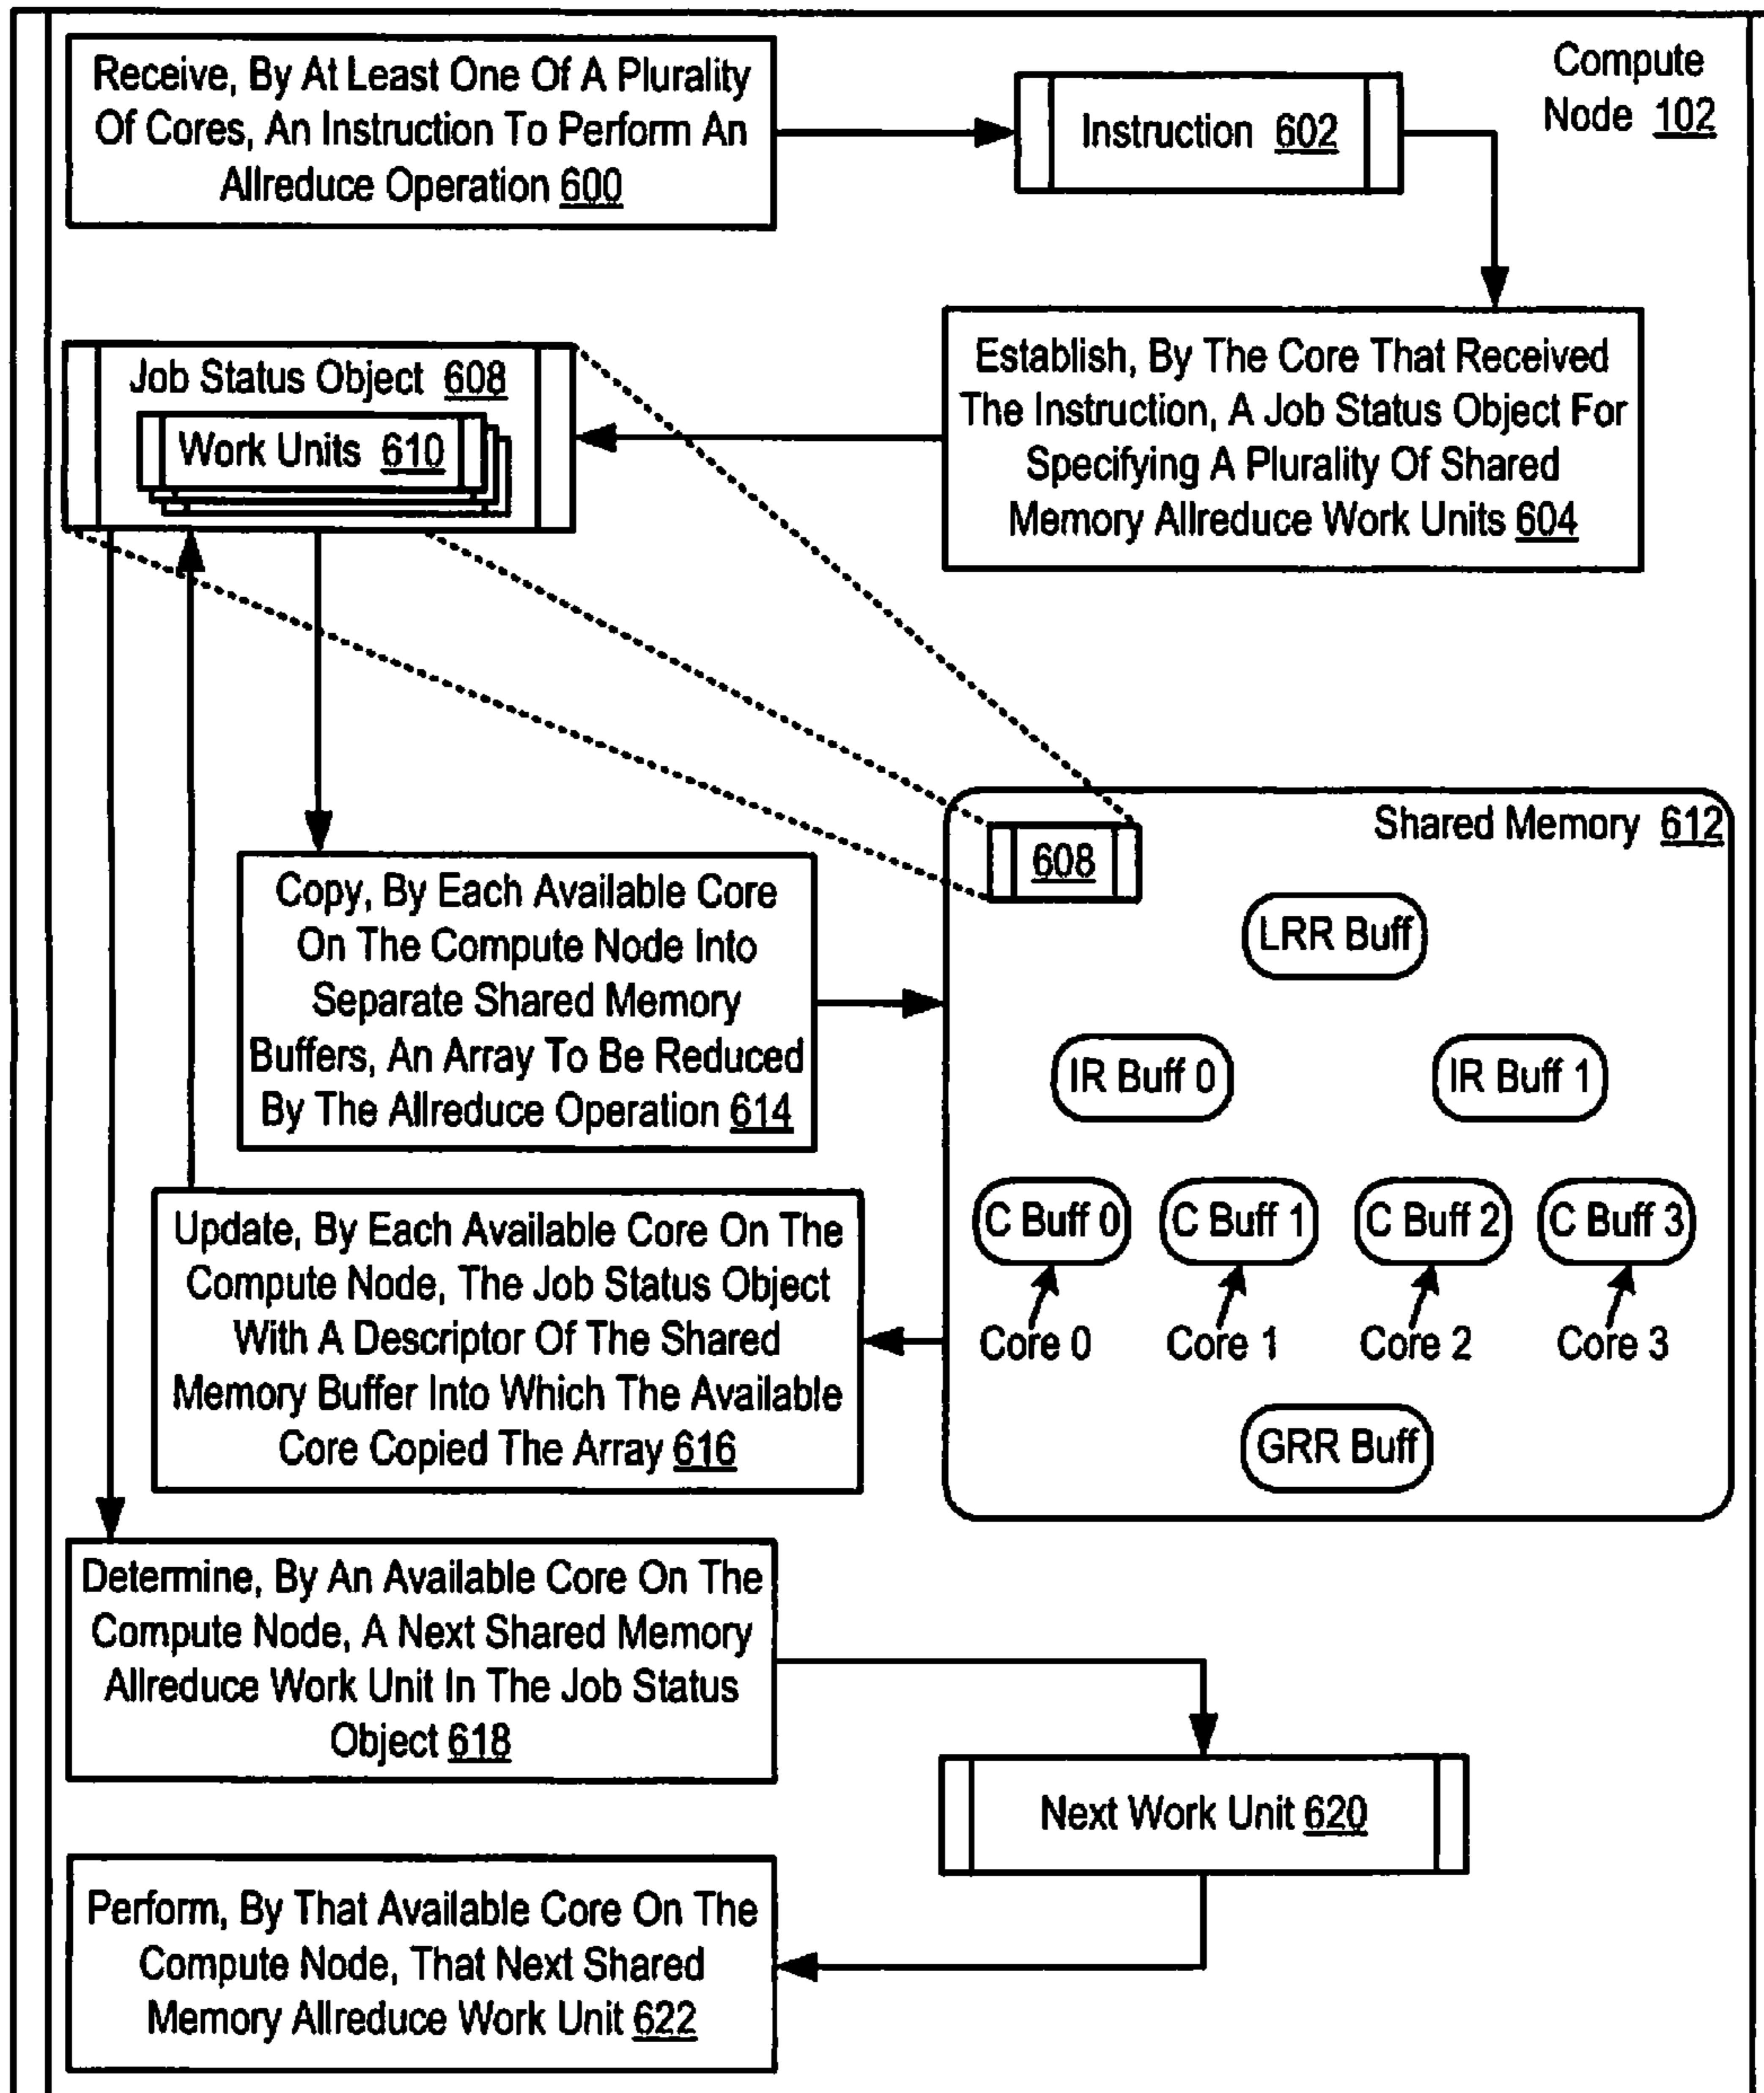 Receive, By At Least One Of A Plurality
Of Cores, An Instruction To Perform An
Allreduce Operation 600
Instruction 602
Compute
Node 102
Establish, By The Core That Received
The Instruction, A Job Status Object For
Specifying A Plurality Of Shared
Memory Allreduce Work Units 604
Job Status Object 608
Work Units 610
Shared Memory 612
608
LRR Buff
IR Buff 0
IR Buff 1
C Buff 0
C Buff 1
C Buff 2
C Buff 3
Core 0
Core 1
Core 2
Core 3
GRR Buff
Copy, By Each Available Core
On The Compute Node Into
Separate Shared Memory
Buffers, An Array To Be Reduced
By The Allreduce Operation 614
Update, By Each Available Core On The
Compute Node, The Job Status Object
With A Descriptor Of The Shared
Memory Buffer Into Which The Available
Core Copied The Array 616
Determine, By An Available Core On The
Compute Node, A Next Shared Memory
Allreduce Work Unit In The Job Status
Object 618
Next Work Unit 620
Perform, By That Available Core On The
Compute Node, That Next Shared
Memory Allreduce Work Unit 622